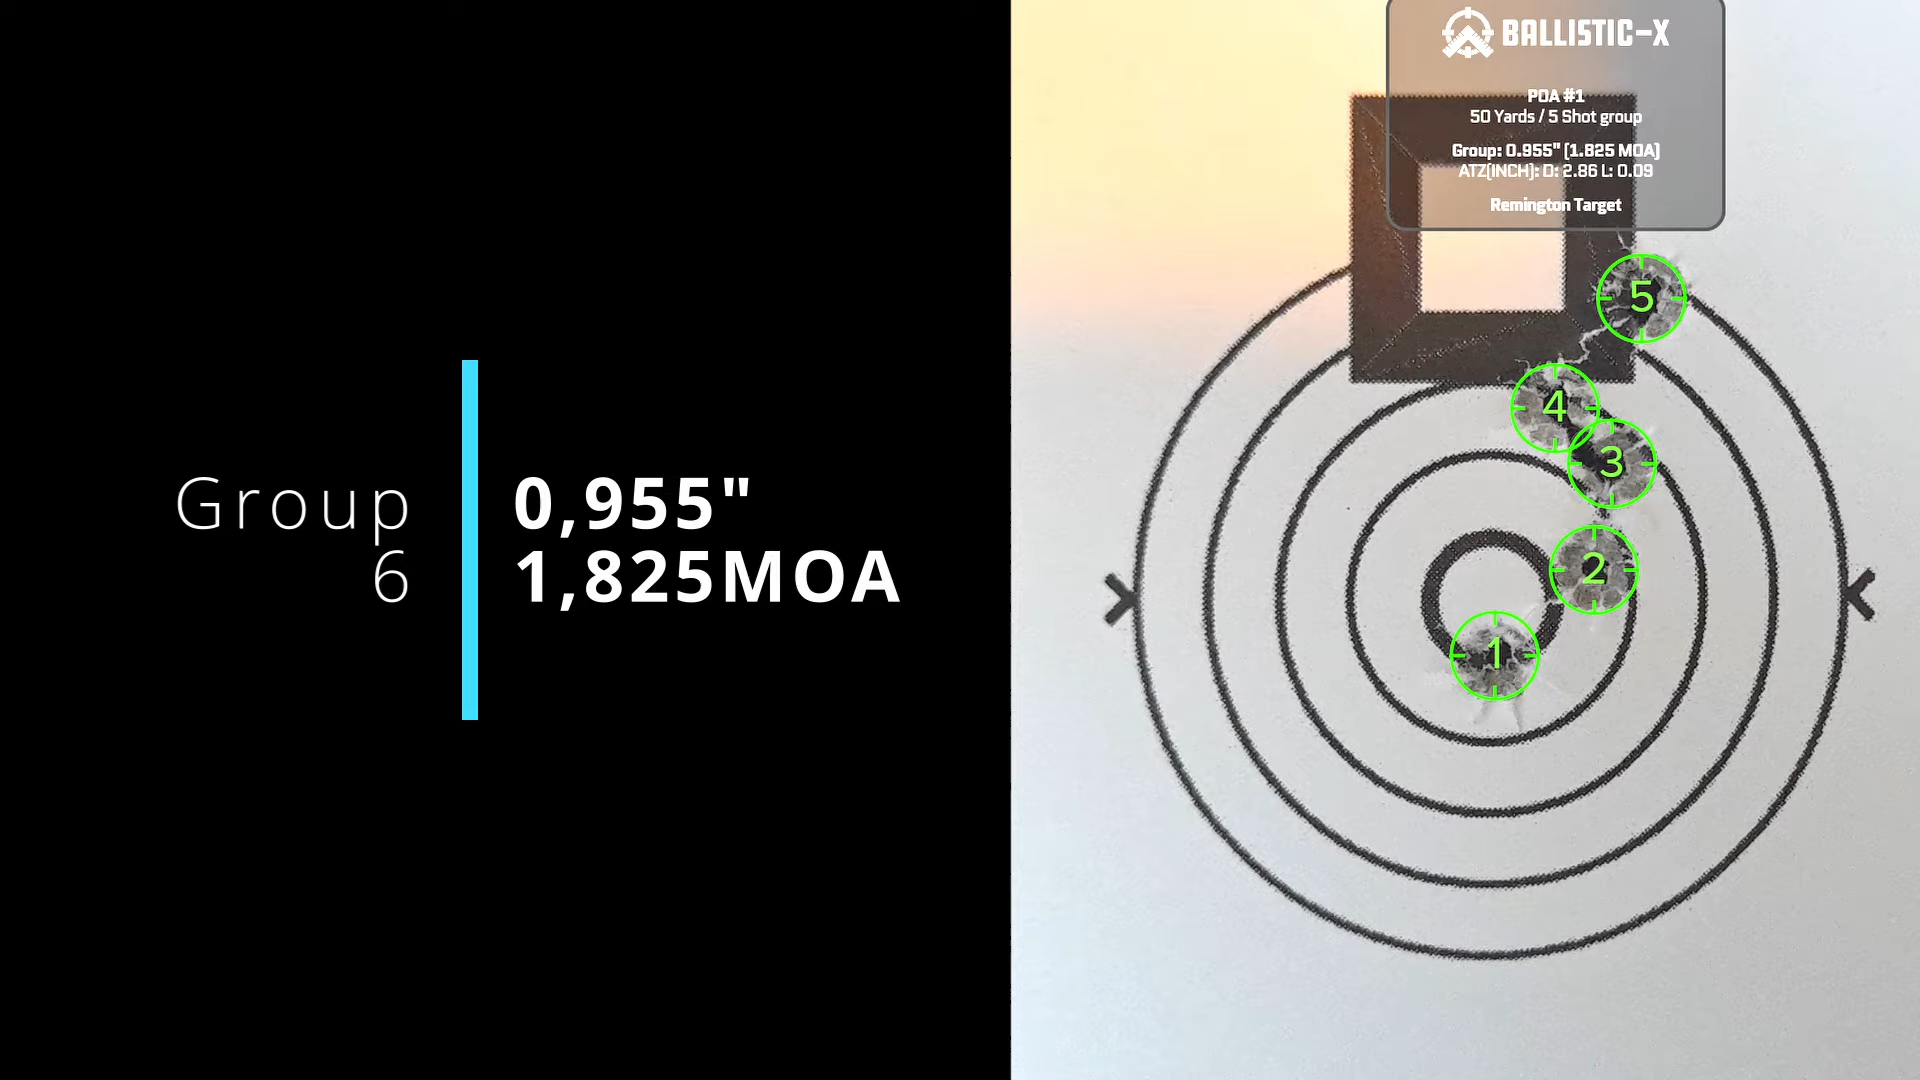 Group
6
0,955"
1,825MOA
BALLISTIC-X
POA #1
50 Yards / 5 Shot group
Group: 0.955" [1.825 MOA]
ATZ[INCH]: D: 2.86 L: 0.09
Remington Target
5
4
3
2
1